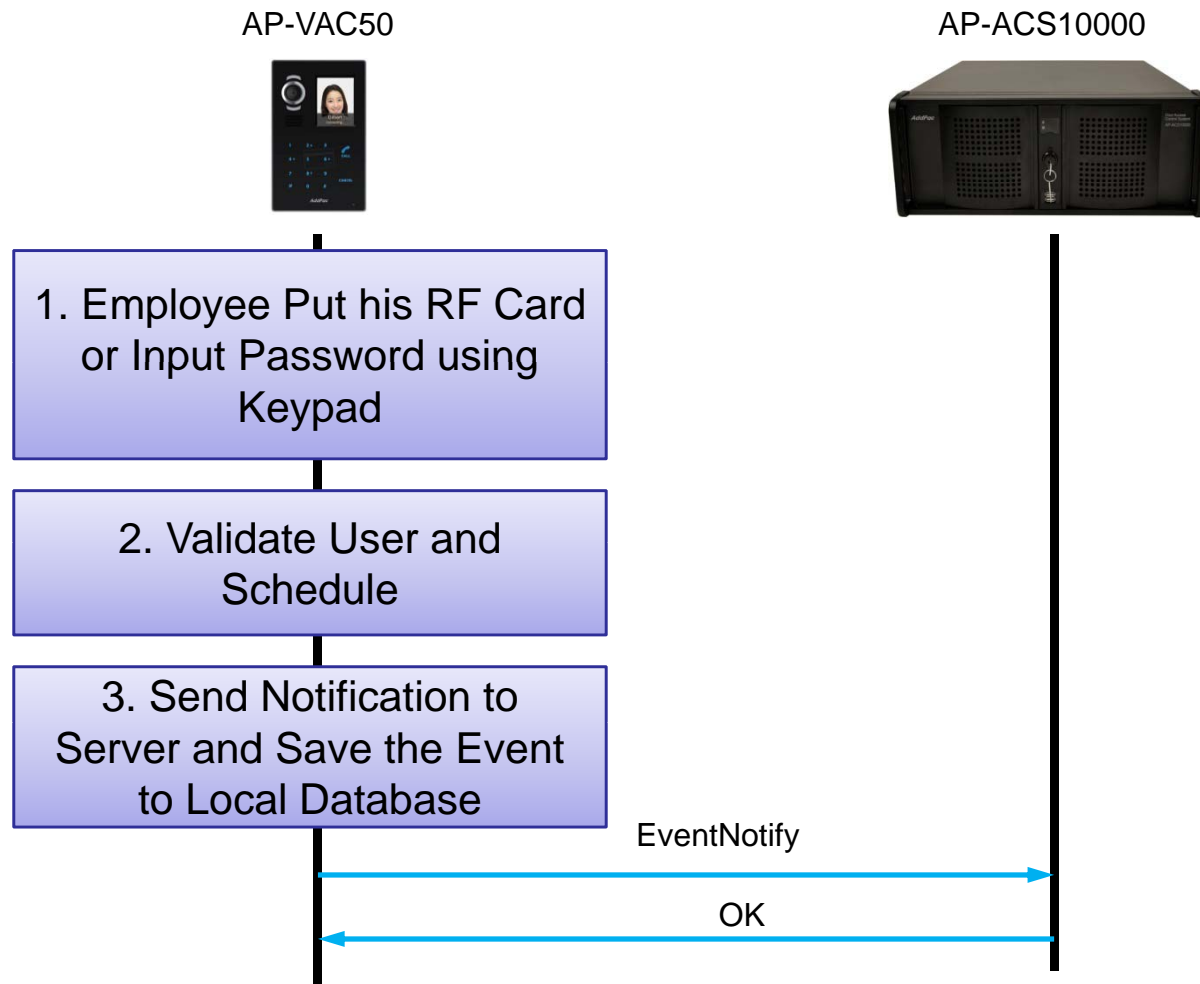 AP-VAC50
AP-ACS10000
AddPac
1. Employee Put his RF Card
or Input Password using
Keypad
2. Validate User and
Schedule
3. Send Notification to
Server and Save the Event
to Local Database
EventNotify
OK